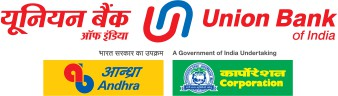 यूनियन बैंक
ऑफ इंडिया
Union Bank
of India
भारत सरकार का उपक्रम A Government of India Undertaking
आन्ध्रा
Andhra
कार्पोरेशन
Corporation